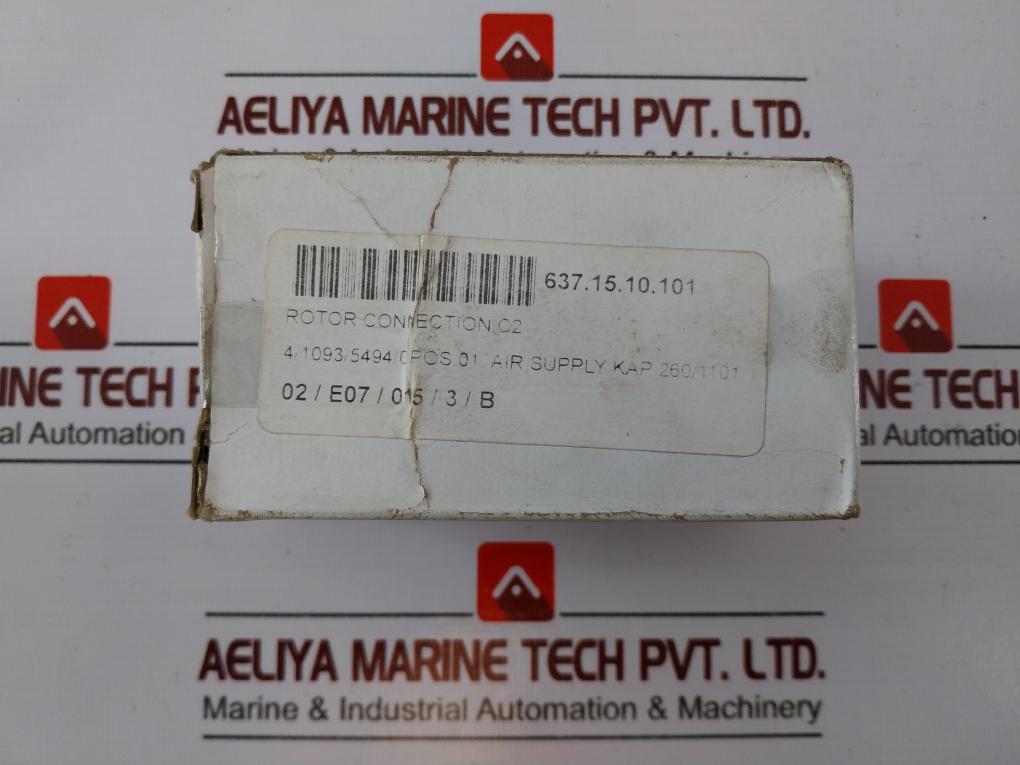 AELIYA MARINE TECH PVT. LTD.
637.15.10.101
ROTOR CONNECTION C2
4/1093/5494/0POS 01, AIR SUPPLY KAP 260/1101
02 / E07 / 015 / 3 / B
INE TECH P
al Automation
NE TECH
al Automation
AELIYA MARINE TECH PVT. LTD.
Marine & Industrial Automation & Machinery